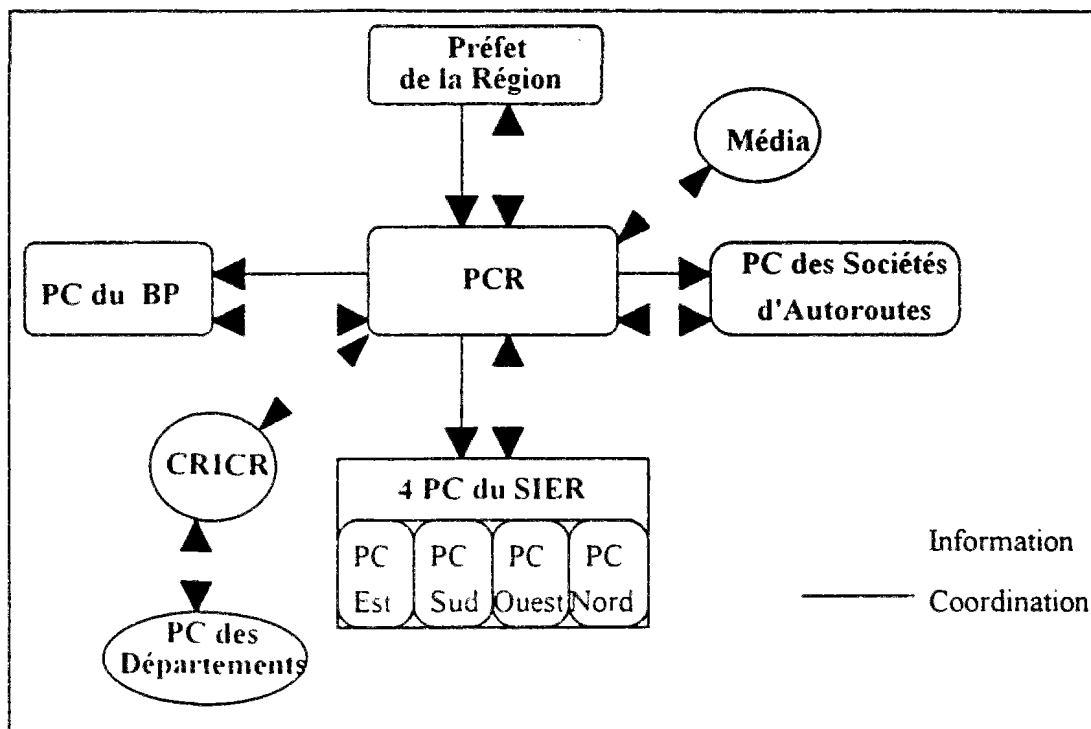 Préfet
de la Région
Média
PC du BP
PCR
PC des Sociétés
d'Autoroutes
CRICR
4 PC du SIER
PC Est
PC Sud
PC Ouest
PC Nord
Information
Coordination
PC des
Départements